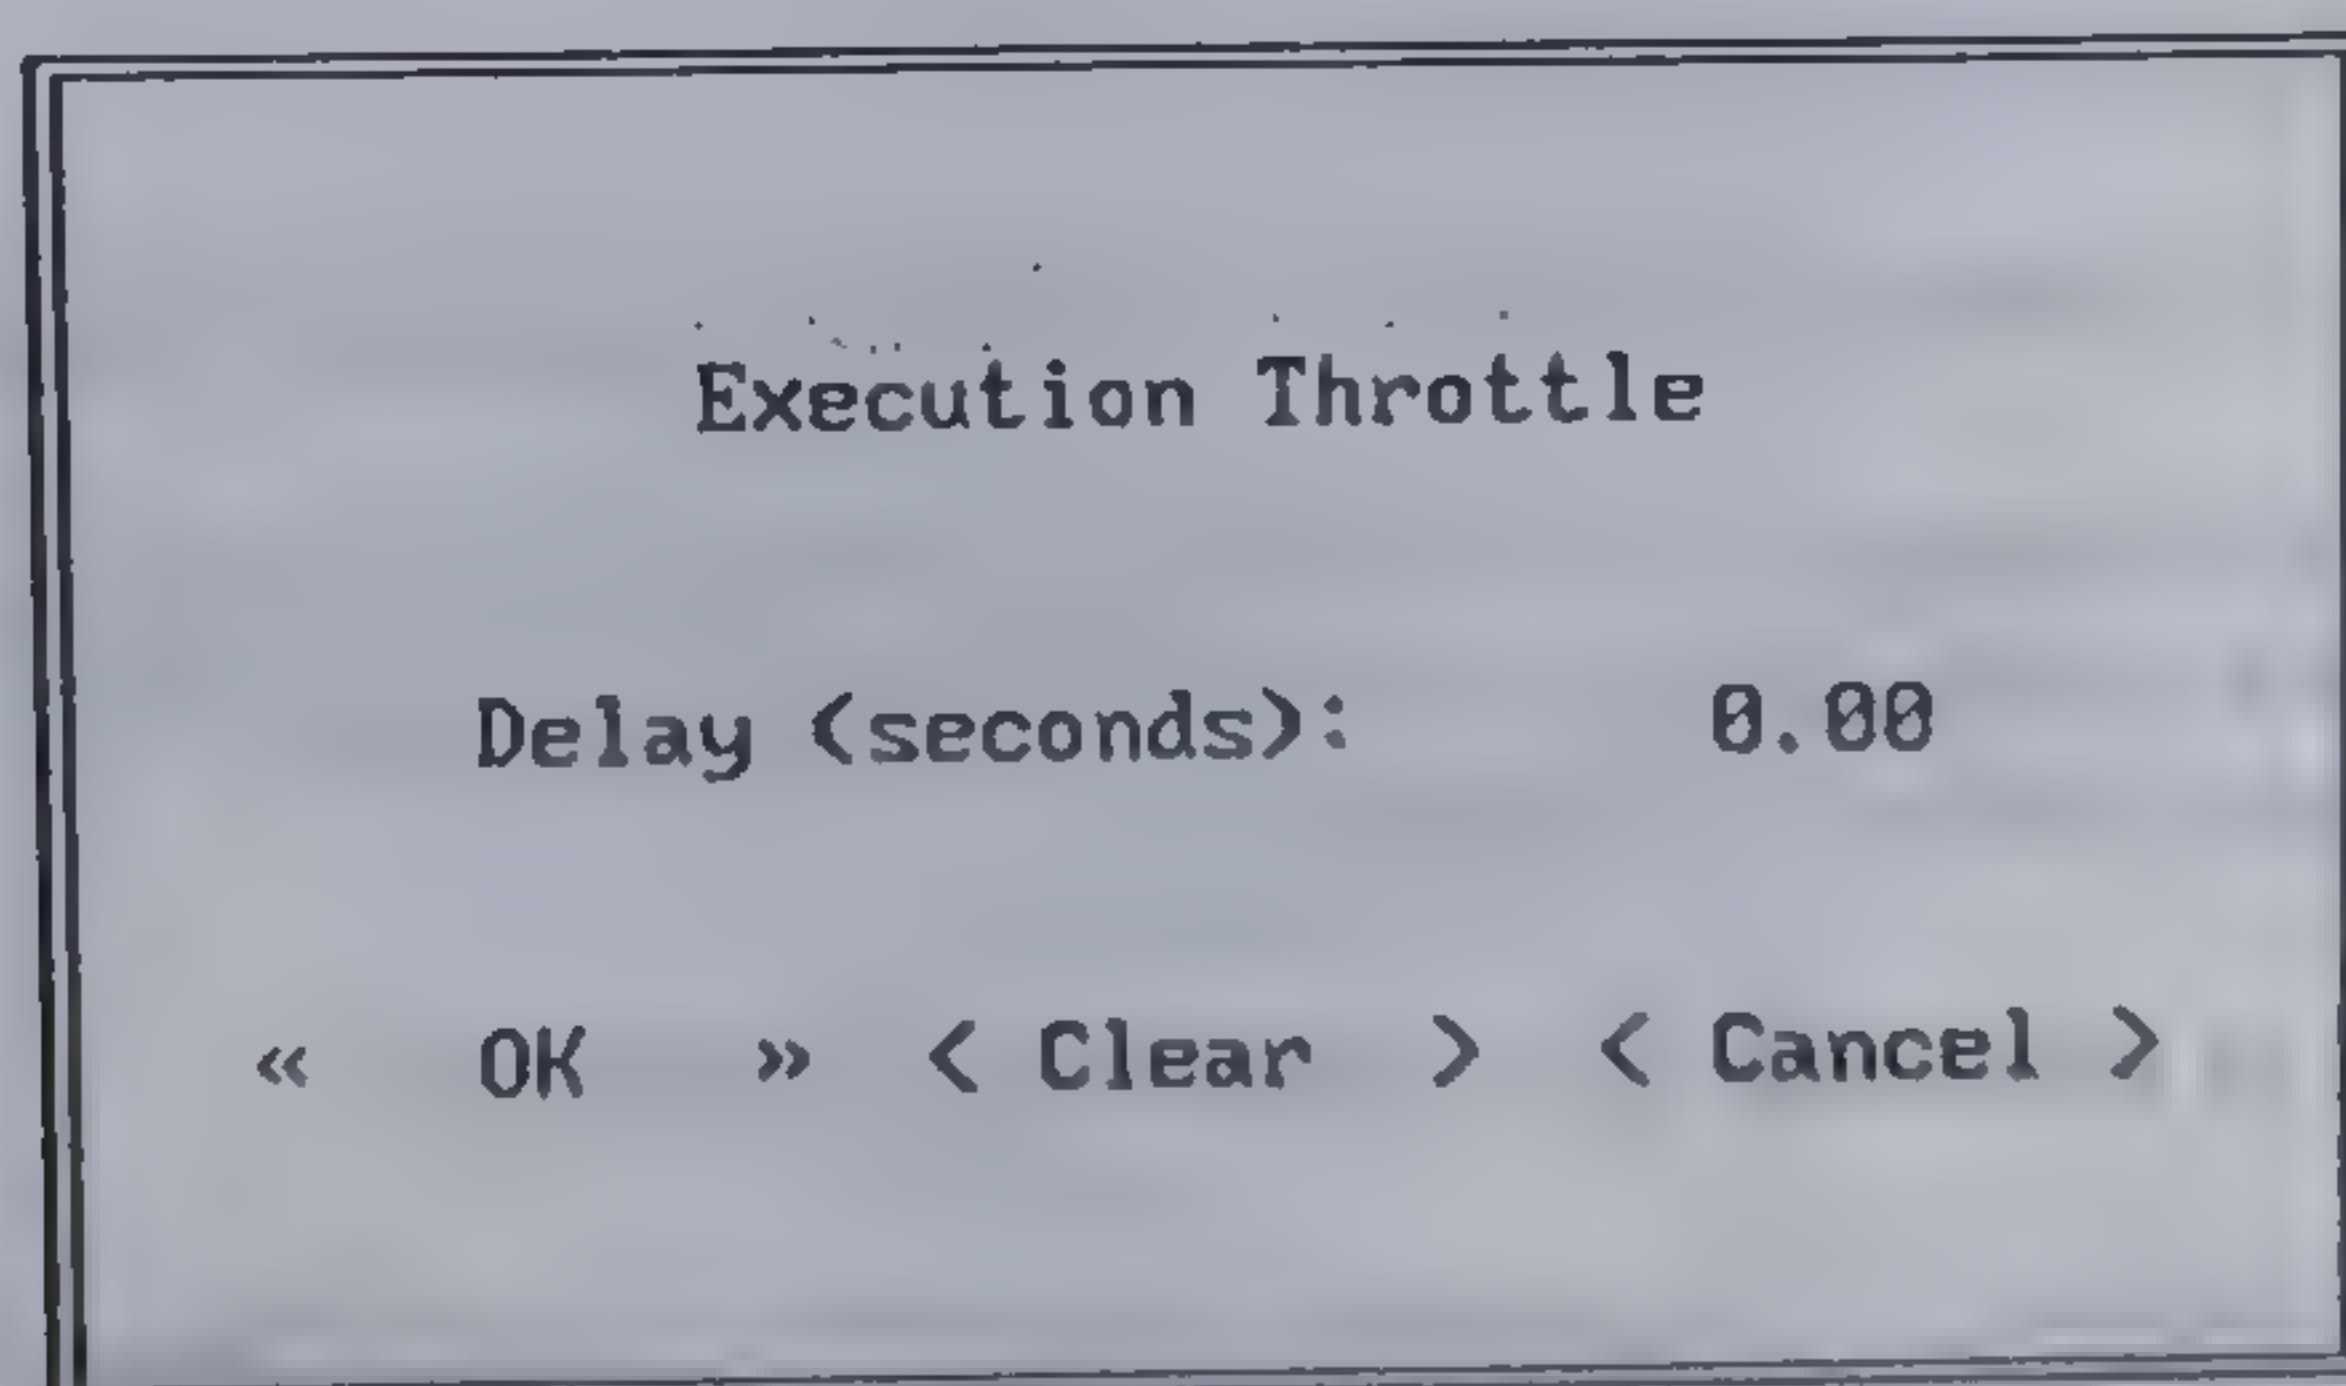 Execution Throttle
Delay (seconds): 0.00
« OK » < Clear > < Cancel >